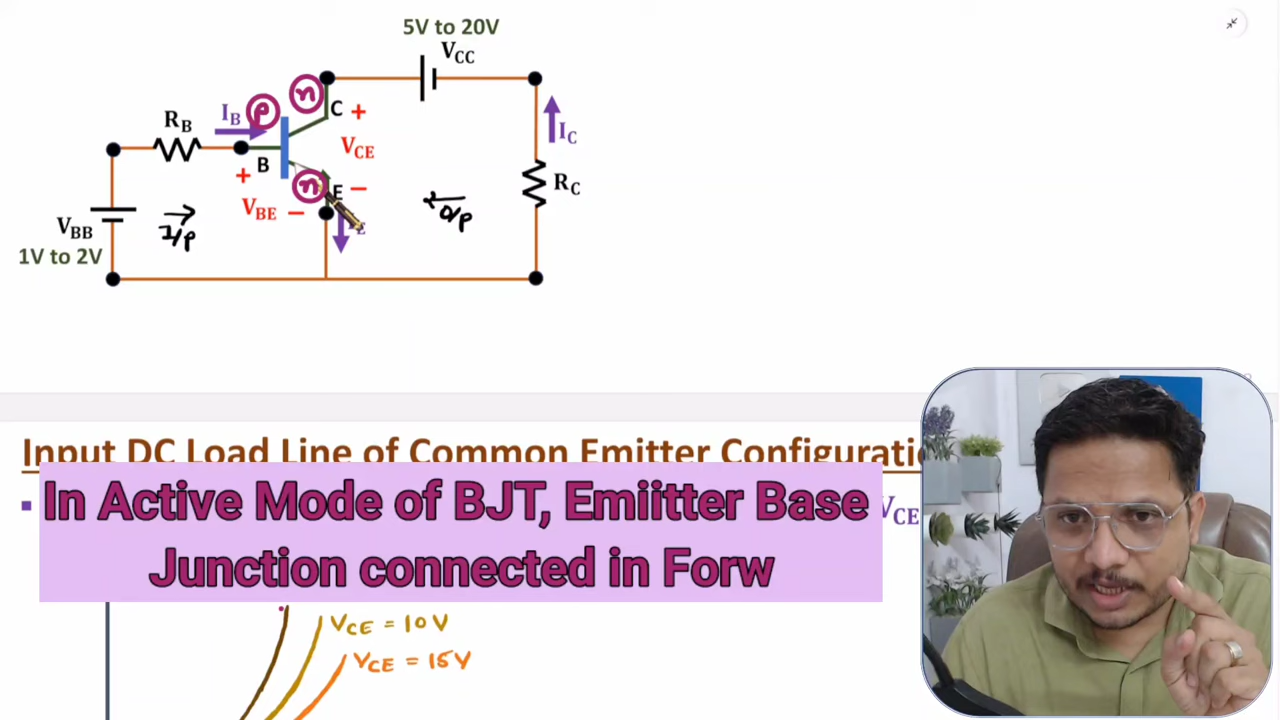 5V to 20V
VCC
n
p
IB
C
+
RB
IC
VCE
B
+
n
E
−
RC
VBE
−
I/P
O/P
VBB
1V to 2V
Input DC Load Line of Common Emitter
In Active Mode of BJT, Emiitter Base
VCE
Junction connected in Forw
VCE = 10V
VCE = 15V